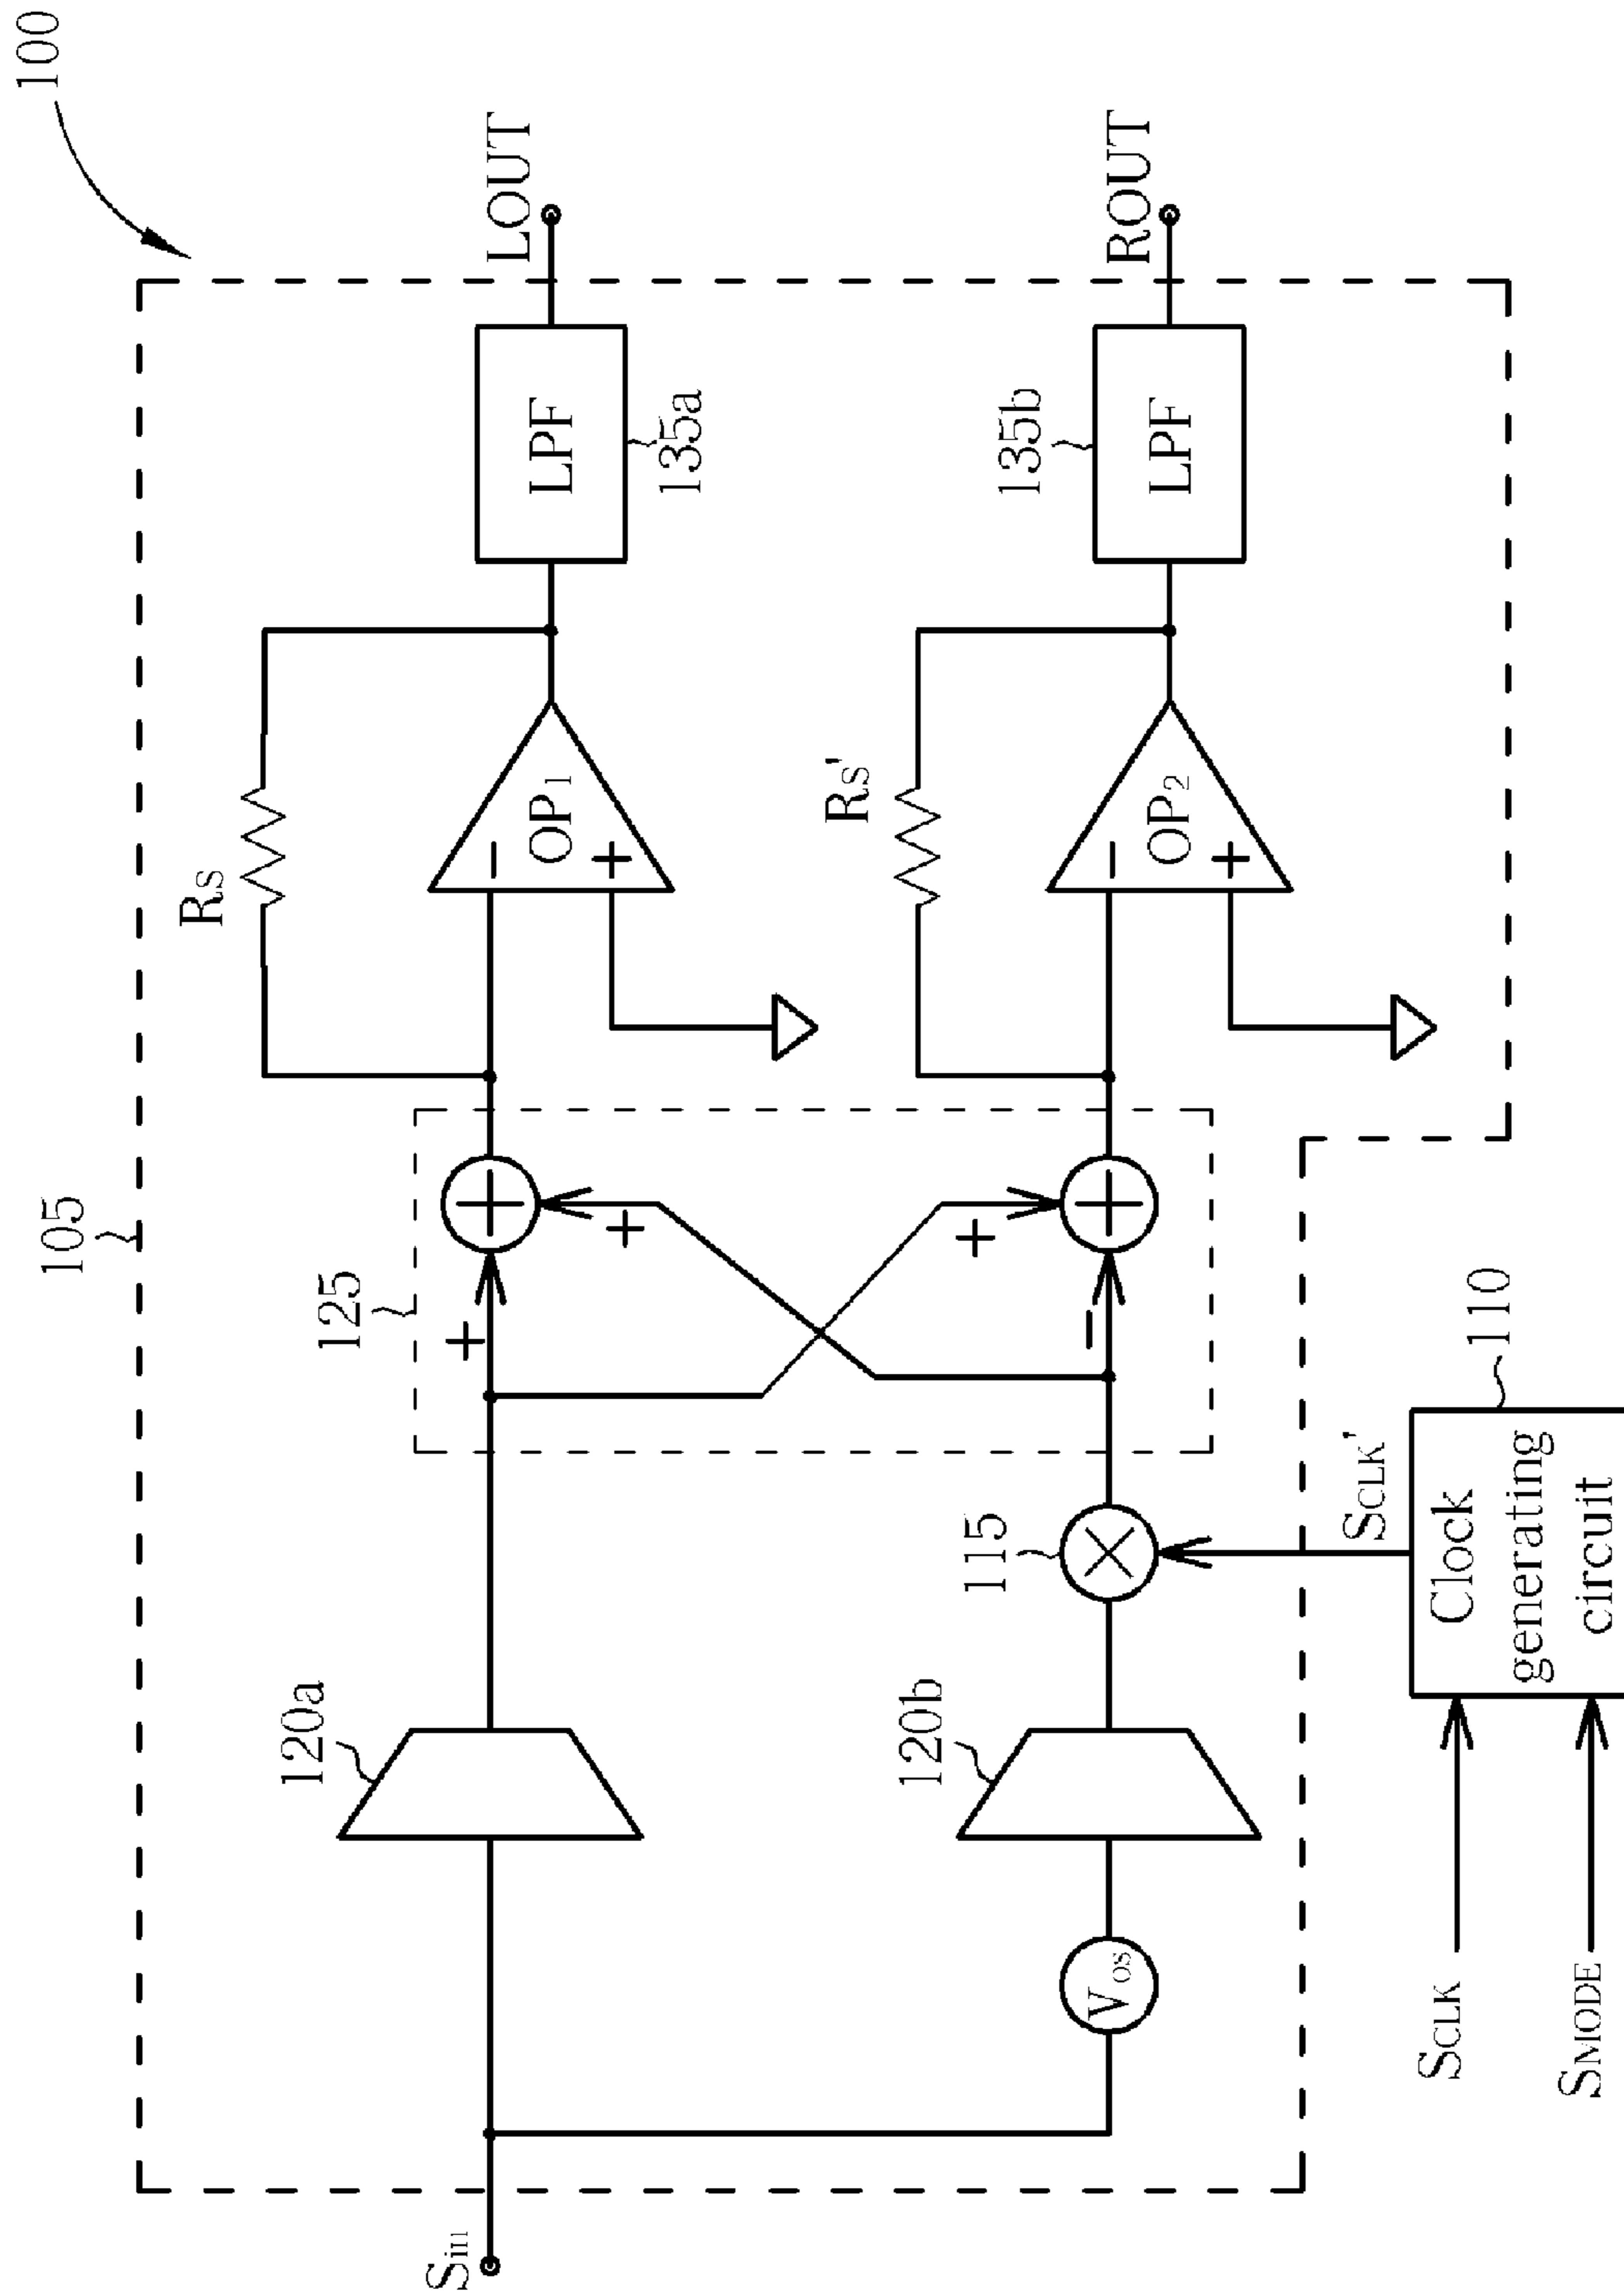 100
105
Rs
LOUT
OP1
−
+
LPF
135a
125
+
+
+
−
120a
Sin
Rs'
ROUT
OP2
−
+
LPF
135b
115
120b
Vos
SCLK'
110
Clock
generating
circuit
SCLK
SMODE